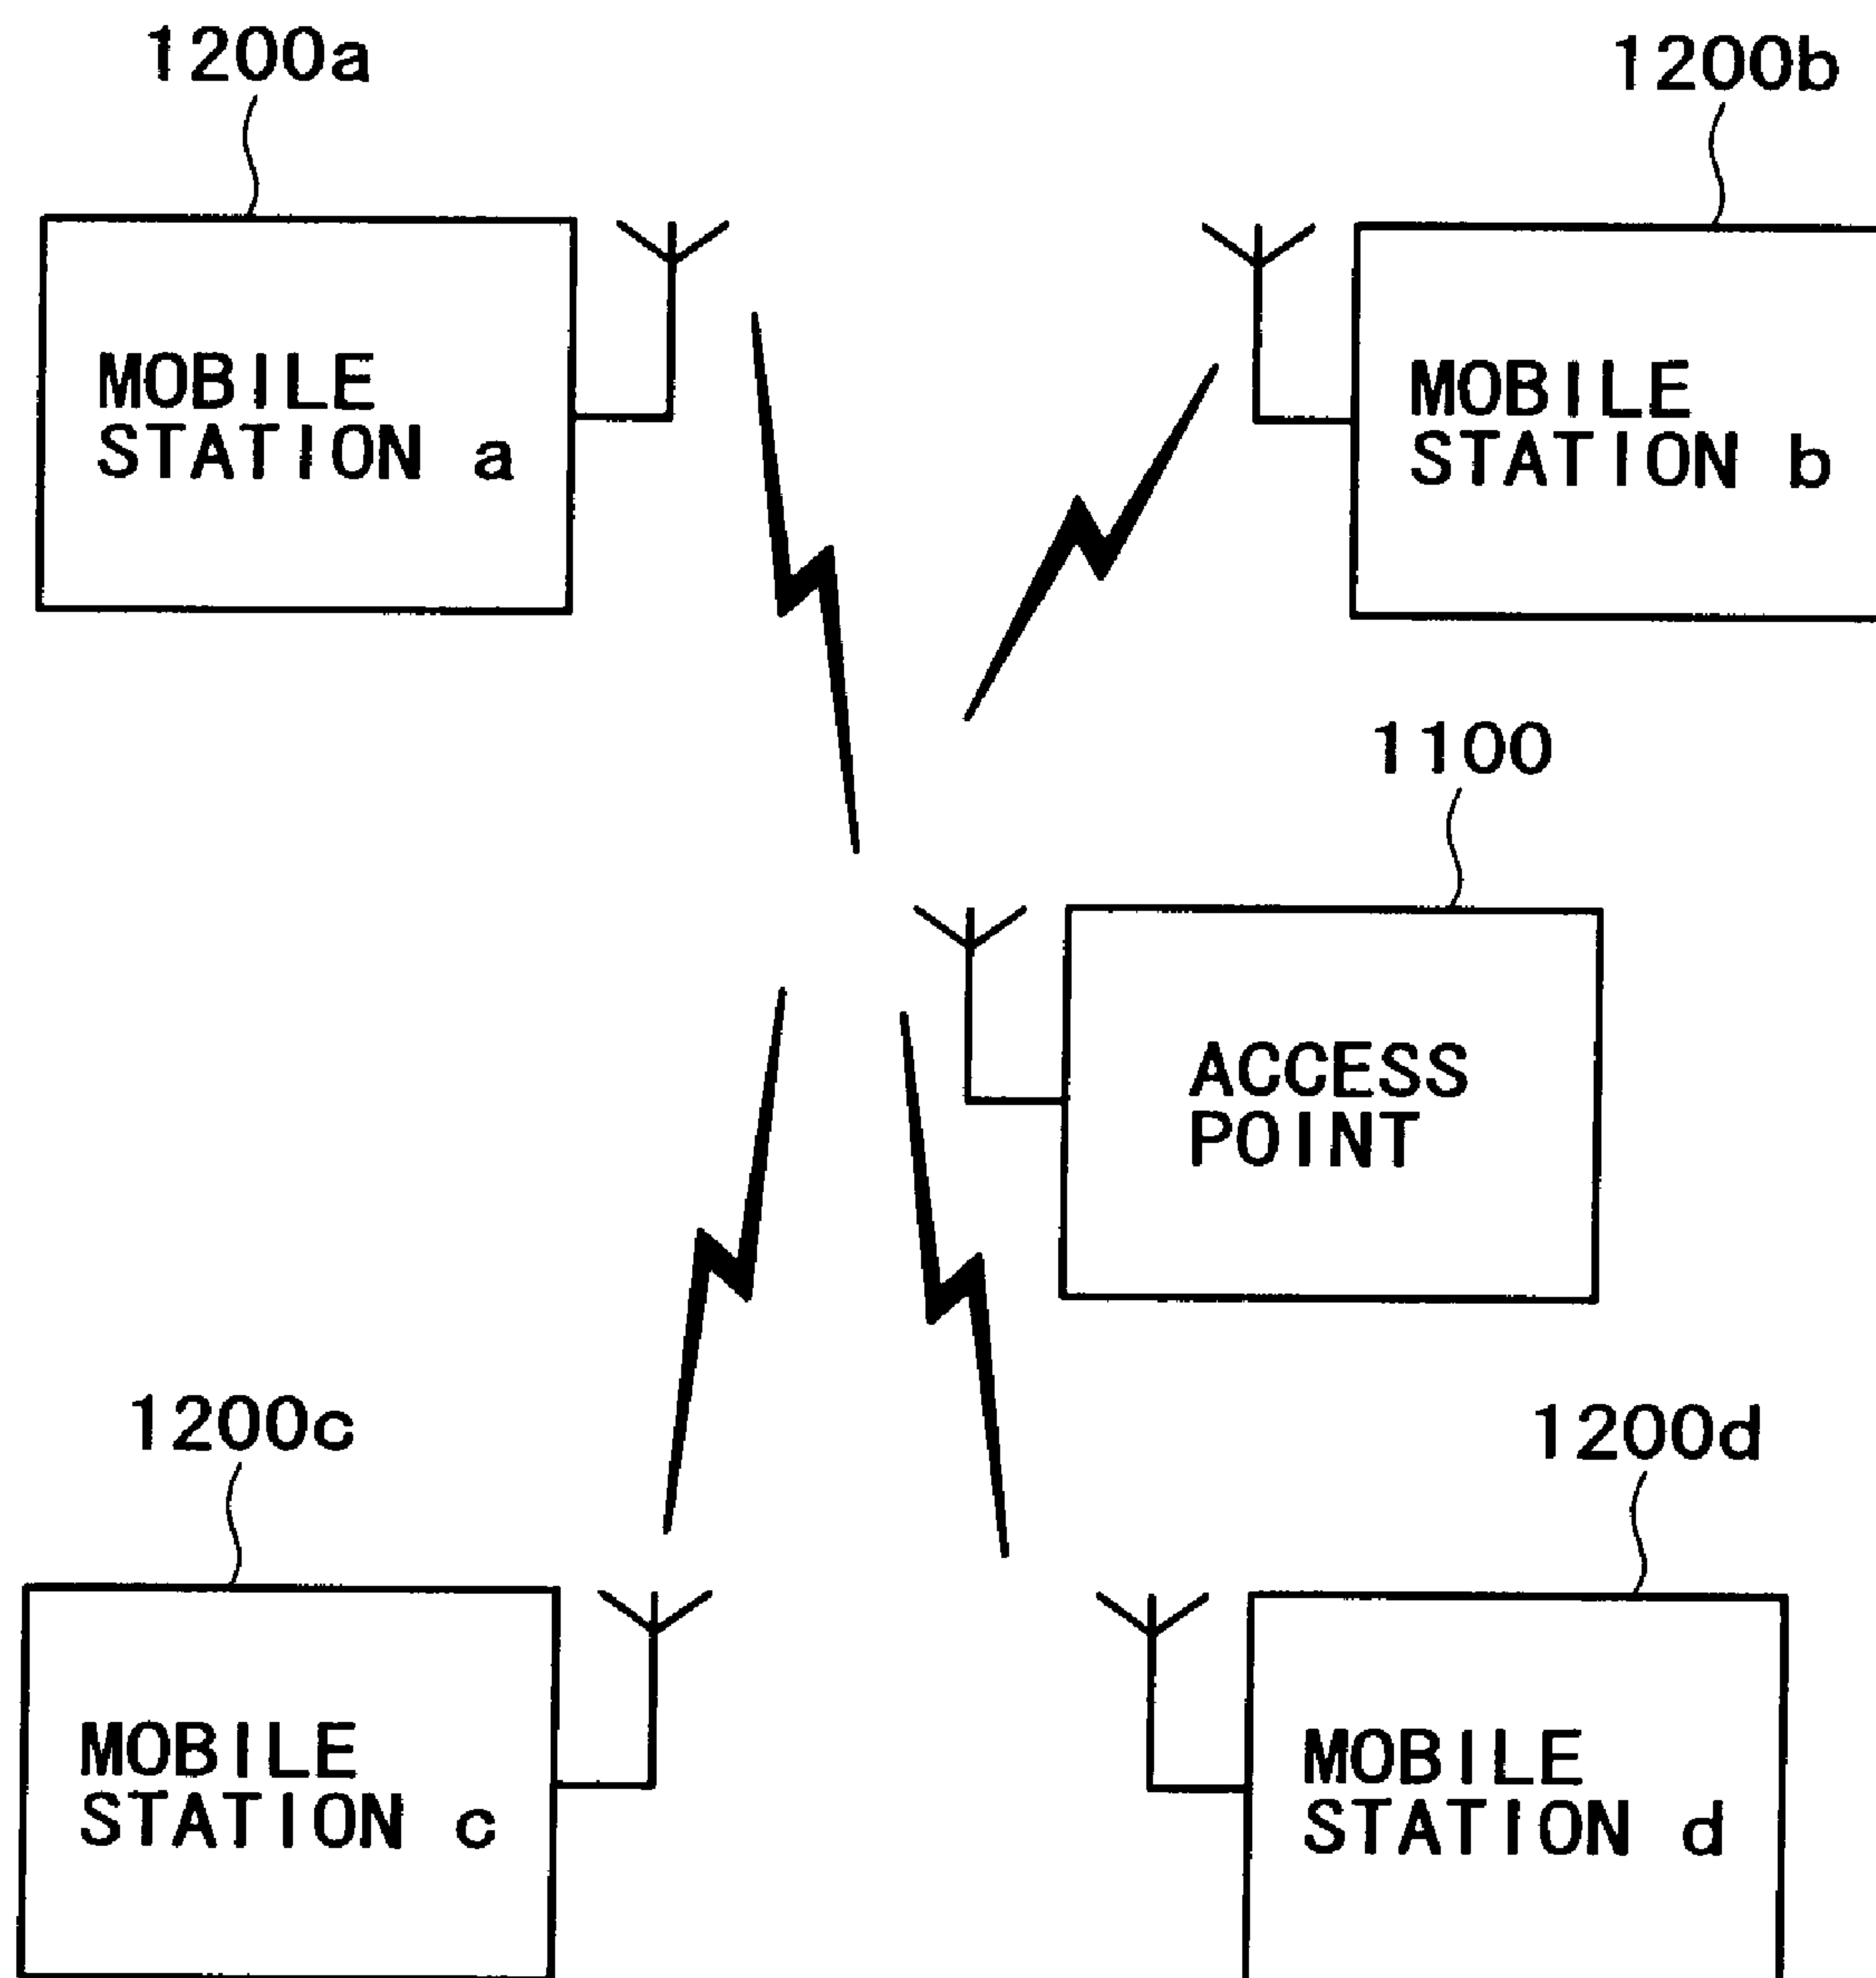 1200a
1200b
MOBILE
STATION a
MOBILE
STATION b
1100
ACCESS
POINT
1200c
1200d
MOBILE
STATION c
MOBILE
STATION d